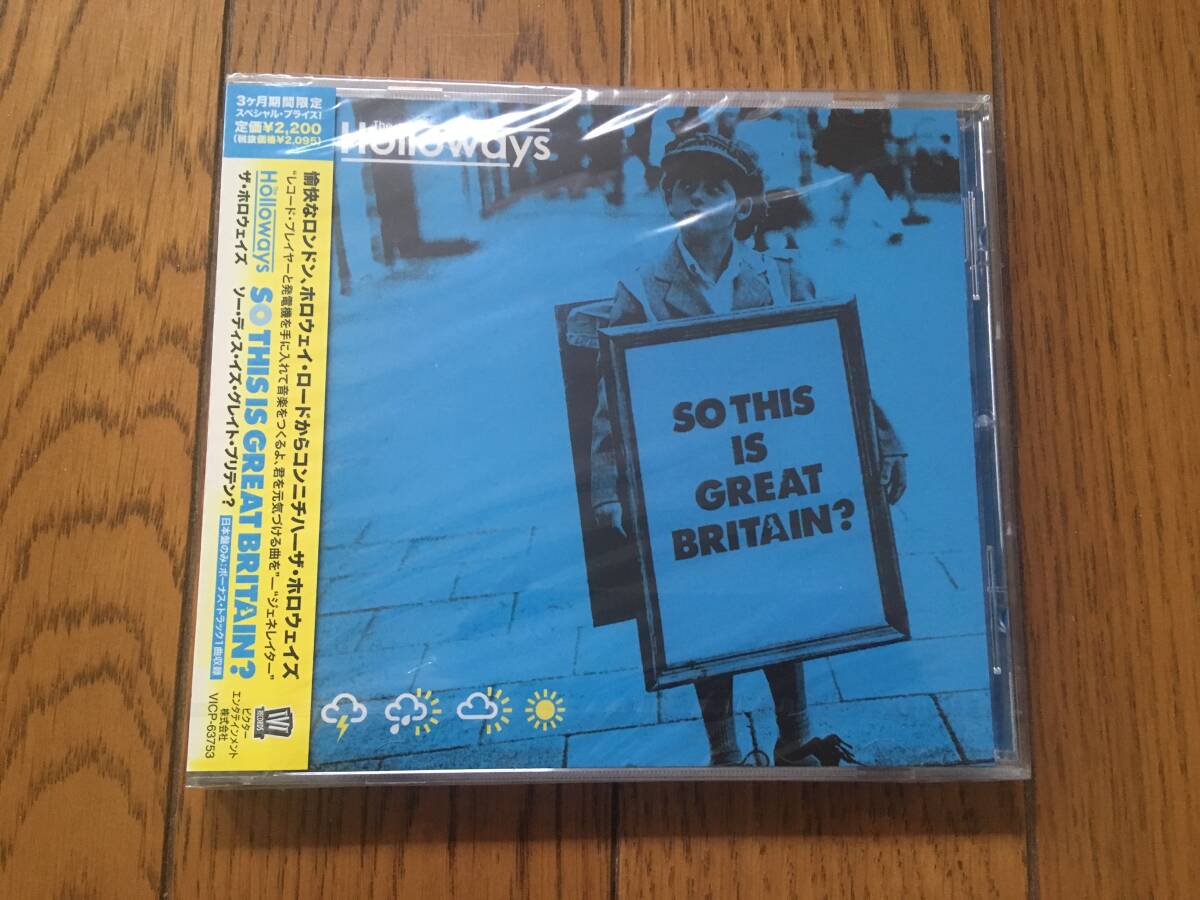 3ヶ月期間限定
スペシャル・プライス!
定価¥2,200
(税抜価格¥2,095)
愉快なロンドン、ホロウェイ・ロードからコンニチハーザ・ホロウェイズ
"レコード・プレイヤーと発電機を手に入れて音楽をつくるよ、君を元気づける曲を"―"ジェネレイター"
The
Holloways
SO THIS IS GREAT BRITAIN?
ザ・ホロウェイズ
ソー・ディス・イズ・グレイト・ブリテン?
日本盤のみ:ボーナス・トラック1曲収録
TVT
RECORDS
ビクター
エンタテインメント
株式会社
VICP-63753
The
Holloways
SO THIS
IS
GREAT
BRITAIN?